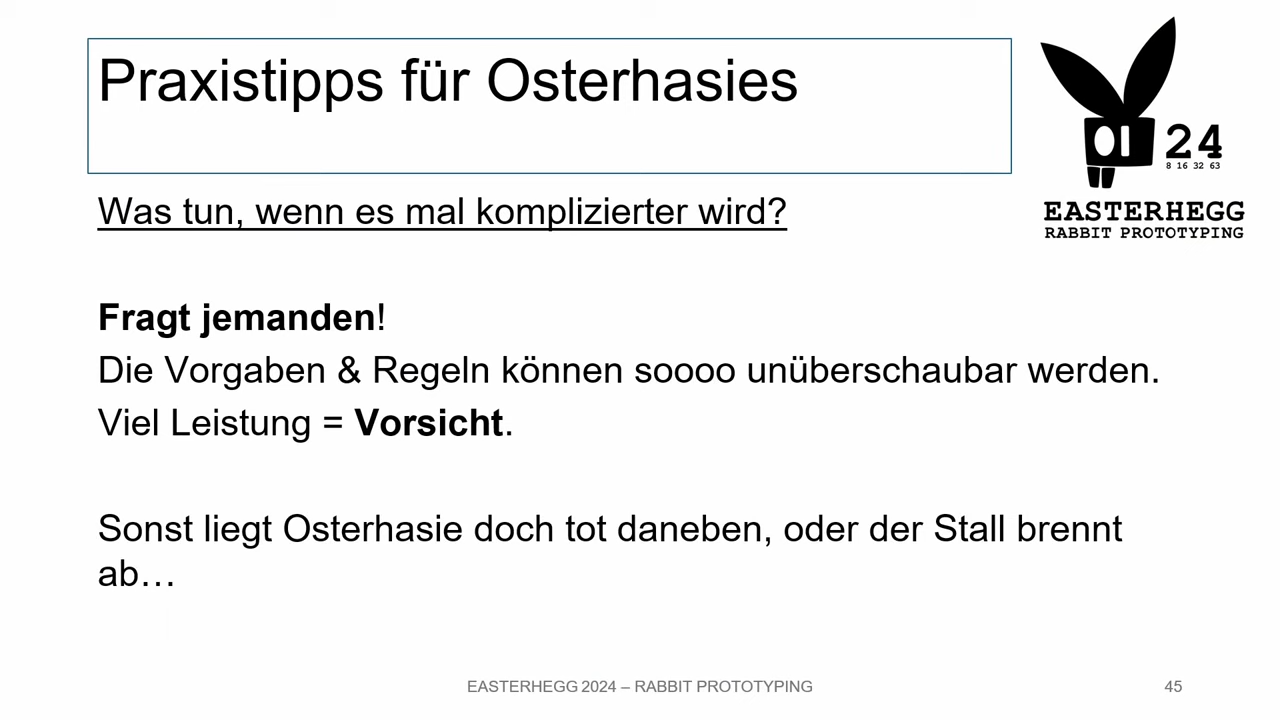 Praxistipps für Osterhasies
24
8 16 32 63
EASTERHEGG
RABBIT PROTOTYPING
Was tun, wenn es mal komplizierter wird?
Fragt jemanden!
Die Vorgaben & Regeln können soooo unüberschaubar werden.
Viel Leistung = Vorsicht.
Sonst liegt Osterhasie doch tot daneben, oder der Stall brennt
ab…
EASTERHEGG 2024 – RABBIT PROTOTYPING
45